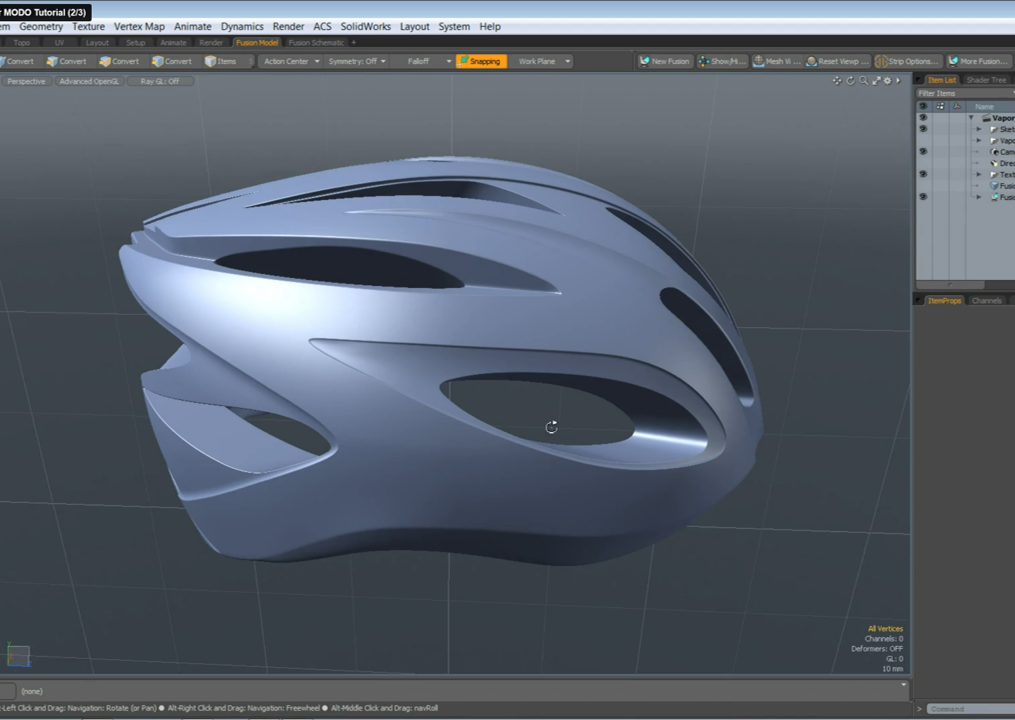 r MODO Tutorial (2/3)
em Geometry Texture Vertex Map Animate Dynamics Render ACS SolidWorks Layout System Help
Topo UV Layout Setup Animate Render Fusion Model Fusion Schematic +
Convert Convert Convert Convert Items Action Center Symmetry: Off Falloff Snapping Work Plane New Fusion Show/Hi... Mesh Vi ... Reset Viewp ... Strip Options... More Fusion...
Perspective Advanced OpenGL Ray GL: Off Item List Shader Tree
Filter Items
Name
Vapor
Sket
Vapo
Cam
Direc
Text
Fusio
Fusio
ItemProps Channels
All Vertices
Channels: 0
Deformers: OFF
GL: 0
10 mm
(none)
-Left Click and Drag: Navigation: Rotate (or Pan) ● Alt-Right Click and Drag: Navigation: Freewheel ● Alt-Middle Click and Drag: navRoll
> Command